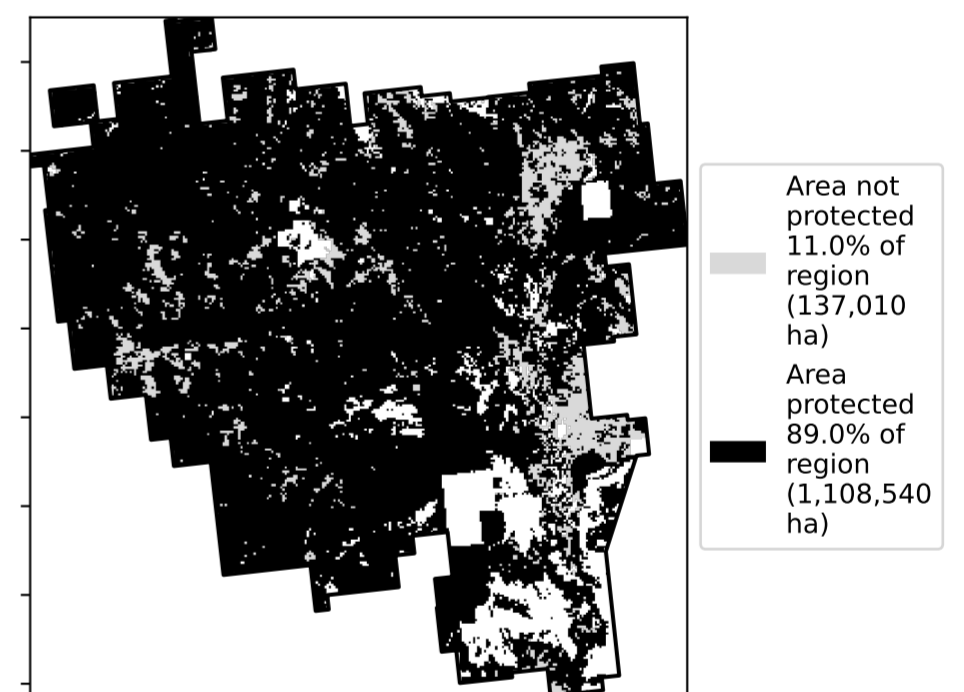 Area not
protected
11.0% of
region
(137,010
ha)
Area
protected
89.0% of
region
(1,108,540
ha)